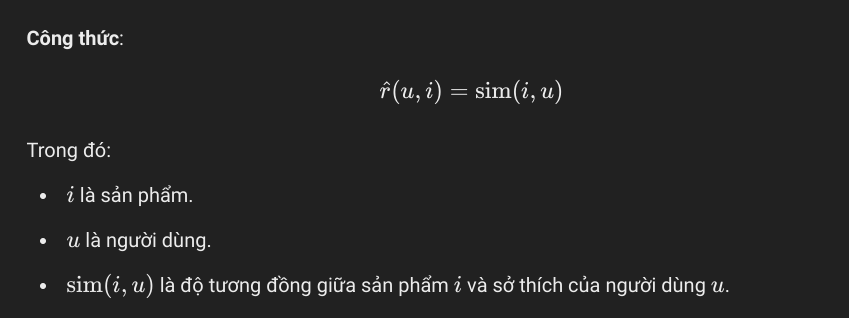 Công thức:
r̂(u, i) = sim(i, u)
Trong đó:
• i là sản phẩm.
• u là người dùng.
• sim(i, u) là độ tương đồng giữa sản phẩm i và sở thích của người dùng u.